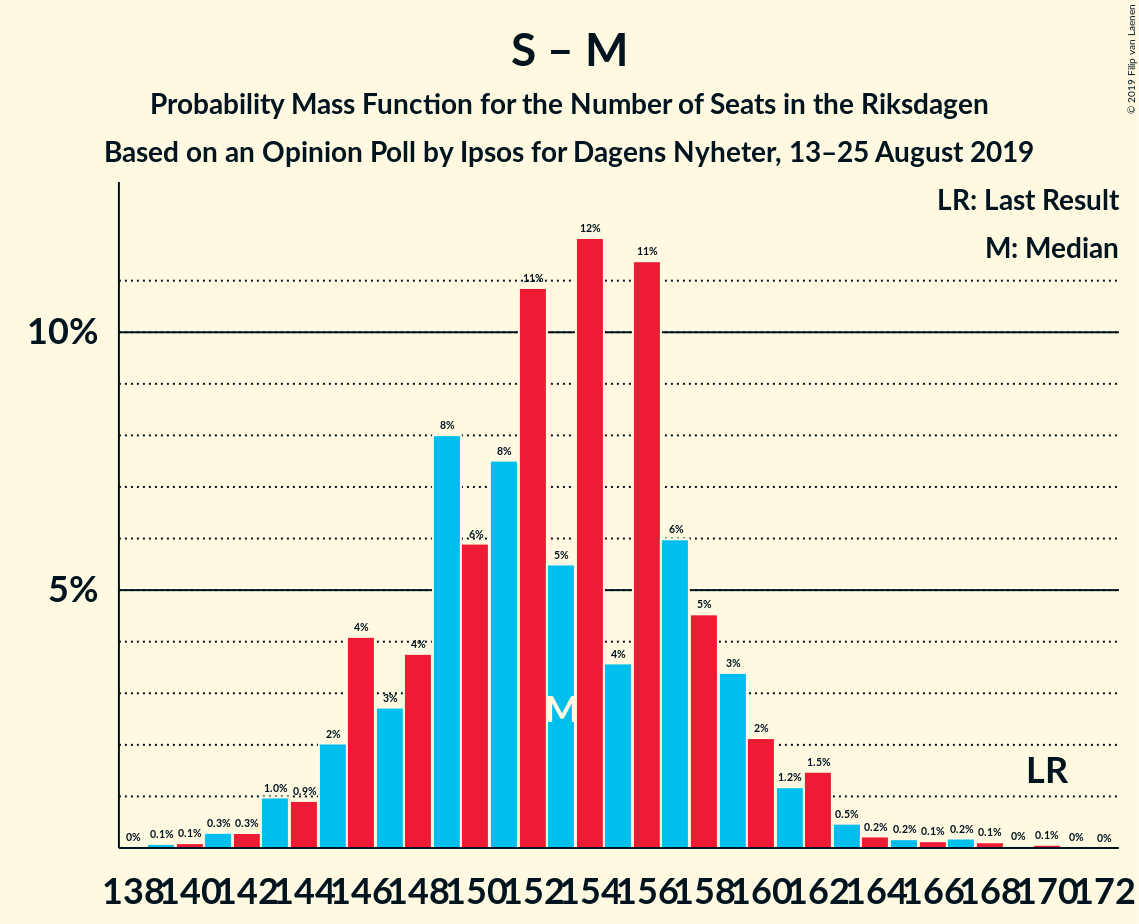 © 2019 Filip van Laenen
S – M
Probability Mass Function for the Number of Seats in the Riksdagen
Based on an Opinion Poll by Ipsos for Dagens Nyheter, 13–25 August 2019
LR: Last Result
M: Median
10%
5%
0% 0.1% 0.1% 0.3% 0.3% 1.0% 0.9% 2% 4% 3% 4% 8% 6% 8% 11% 5% 12% 4% 11% 6% 5% 3% 2% 1.2% 1.5% 0.5% 0.2% 0.2% 0.1% 0.2% 0.1% 0% 0.1% 0% 0%
M
LR
138 140 142 144 146 148 150 152 154 156 158 160 162 164 166 168 170 172